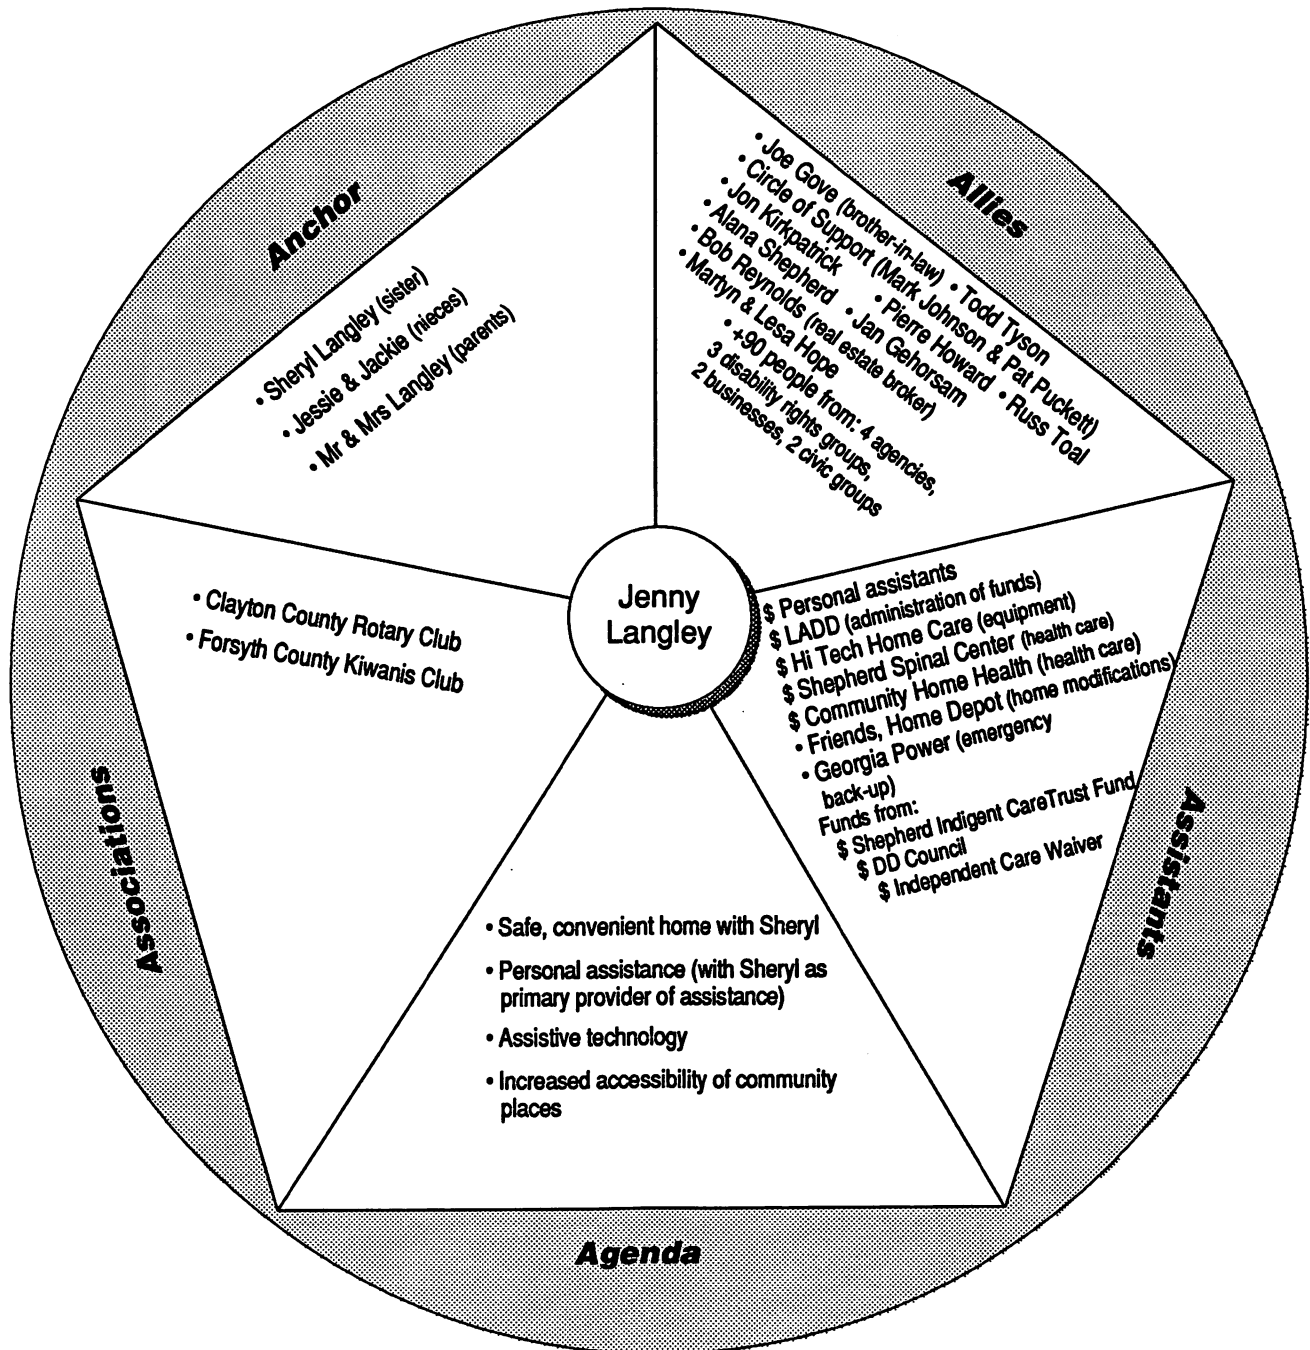 Anchor
• Sheryl Langley (sister)
• Jessie & Jackie (nieces)
• Mr & Mrs Langley (parents)
Allies
• Joe Gove (brother-in-law) • Todd Tyson
• Circle of Support (Mark Johnson & Pat Puckett)
• Jon Kirkpatrick • Pierre Howard • Russ Toal
• Alana Shepherd • Jan Gehorsam
• Bob Reynolds (real estate broker)
• Martyn & Lesa Hope
• +90 people from: 4 agencies,
3 disability rights groups,
2 businesses, 2 civic groups
Jenny
Langley
Assistants
$ Personal assistants
$ LADD (administration of funds)
$ Hi Tech Home Care (equipment)
$ Shepherd Spinal Center (health care)
$ Community Home Health (health care)
• Friends, Home Depot (home modifications)
• Georgia Power (emergency
back-up)
Funds from:
$ Shepherd Indigent CareTrust Fund
$ DD Council
$ Independent Care Waiver
Associations
• Clayton County Rotary Club
• Forsyth County Kiwanis Club
• Safe, convenient home with Sheryl
• Personal assistance (with Sheryl as
primary provider of assistance)
• Assistive technology
• Increased accessibility of community
places
Agenda